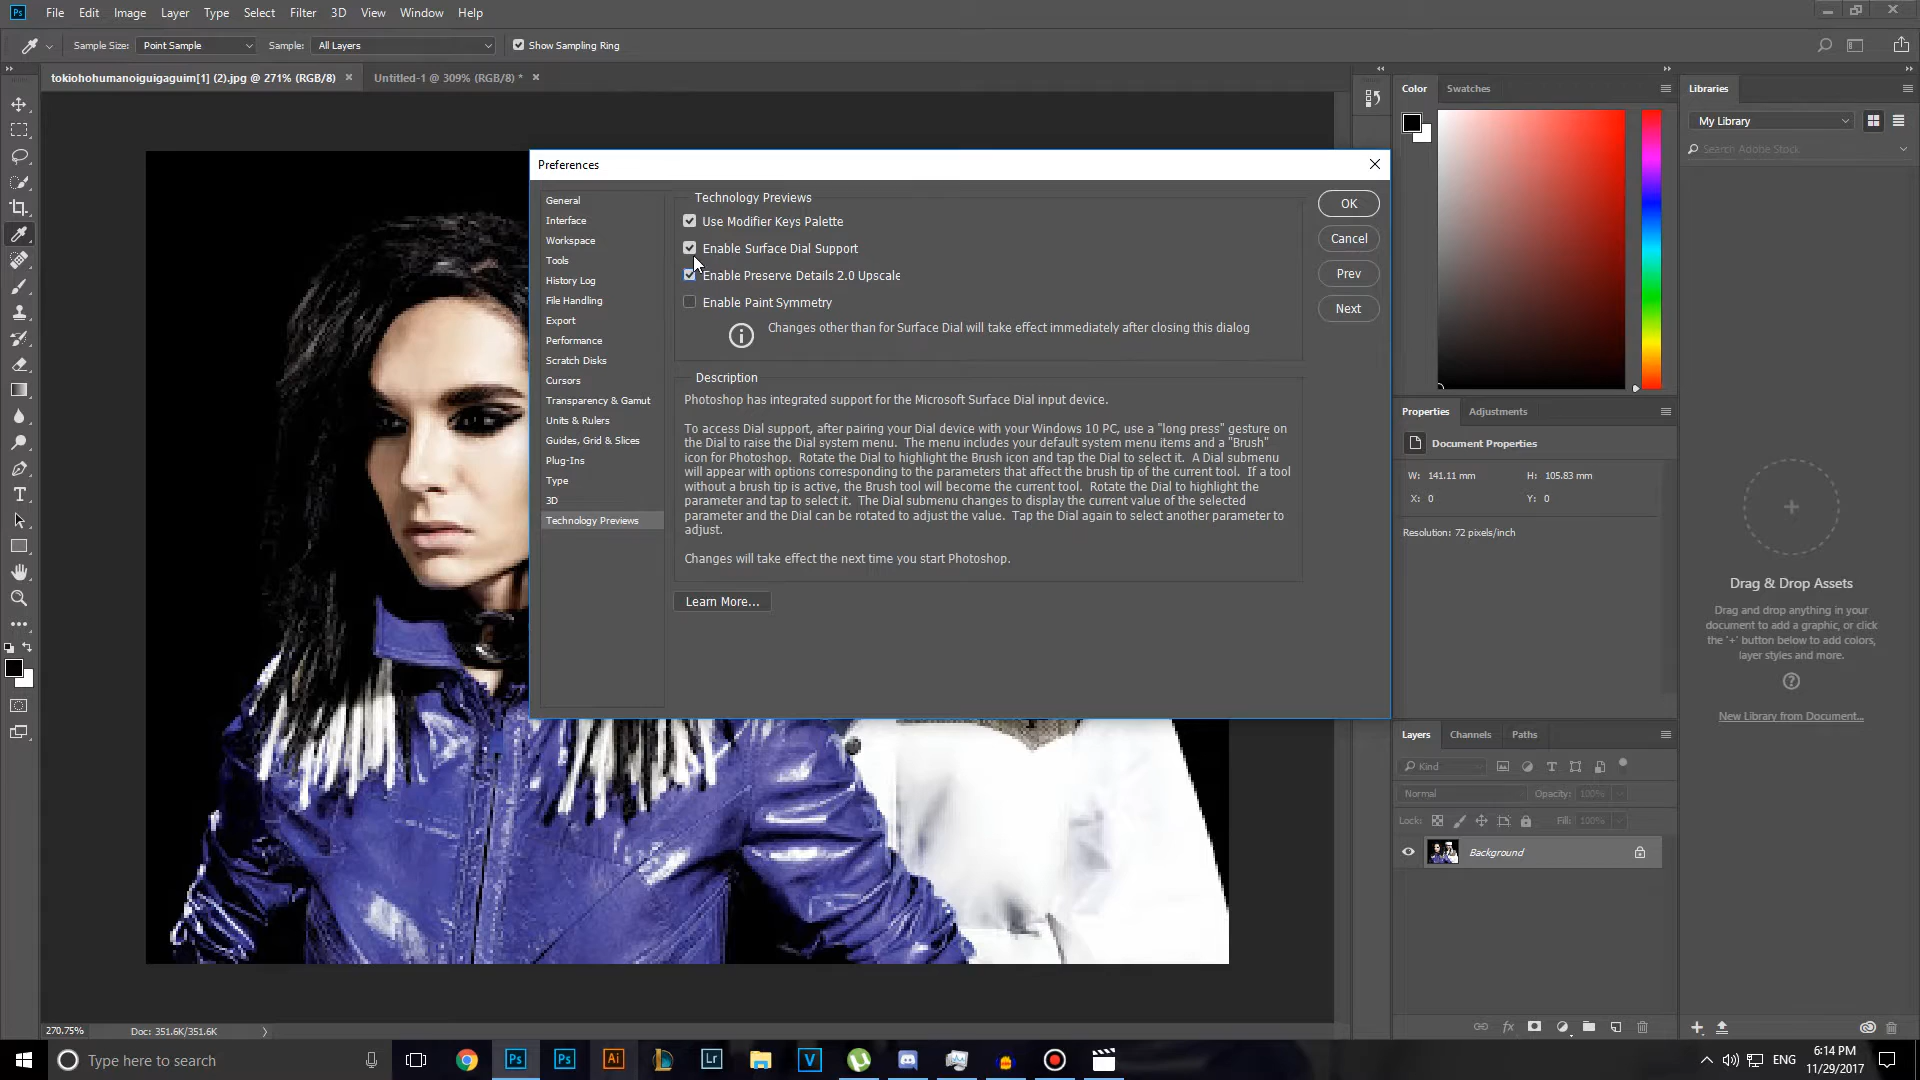 Ps File Edit Image Layer Type Select Filter 3D View Window Help
Sample Size: Point Sample Sample: All Layers Show Sampling Ring
tokiohohumanoiguigaguim[1] (2).jpg @ 271% (RGB/8) × Untitled-1 @ 309% (RGB/8) * ×
Preferences
General
Interface
Workspace
Tools
History Log
File Handling
Export
Performance
Scratch Disks
Cursors
Transparency & Gamut
Units & Rulers
Guides, Grid & Slices
Plug-Ins
Type
3D
Technology Previews
Technology Previews
Use Modifier Keys Palette
Enable Surface Dial Support
Enable Preserve Details 2.0 Upscale
Enable Paint Symmetry
Changes other than for Surface Dial will take effect immediately after closing this dialog
Description
Photoshop has integrated support for the Microsoft Surface Dial input device.
To access Dial support, after pairing your Dial device with your Windows 10 PC, use a "long press" gesture on
the Dial to raise the Dial system menu. The menu includes your default system menu items and a "Brush"
icon for Photoshop. Rotate the Dial to highlight the Brush icon and tap the Dial to select it. A Dial submenu
will appear with options corresponding to the parameters that affect the brush tip of the current tool. If a tool
without a brush tip is active, the Brush tool will become the current tool. Rotate the Dial to highlight the
parameter and tap to select it. The Dial submenu changes to display the current value of the selected
parameter and the Dial can be rotated to adjust the value. Tap the Dial again to select another parameter to
adjust.
Changes will take effect the next time you start Photoshop.
Learn More...
OK
Cancel
Prev
Next
Color Swatches
Properties Adjustments
Document Properties
W: 141.11 mm H: 105.83 mm
X: 0 Y: 0
Resolution: 72 pixels/inch
Layers Channels Paths
Kind
Normal Opacity: 100%
Lock: Fill: 100%
Background
fx
Libraries
My Library
Search Adobe Stock
Drag & Drop Assets
Drag and drop anything in your
document to add a graphic, or click
the '+' button below to add colors,
layer styles and more.
New Library from Document...
270.75% Doc: 351.6K/351.6K
Type here to search
Ps Ps Ai Lr V
ENG
6:14 PM
11/29/2017